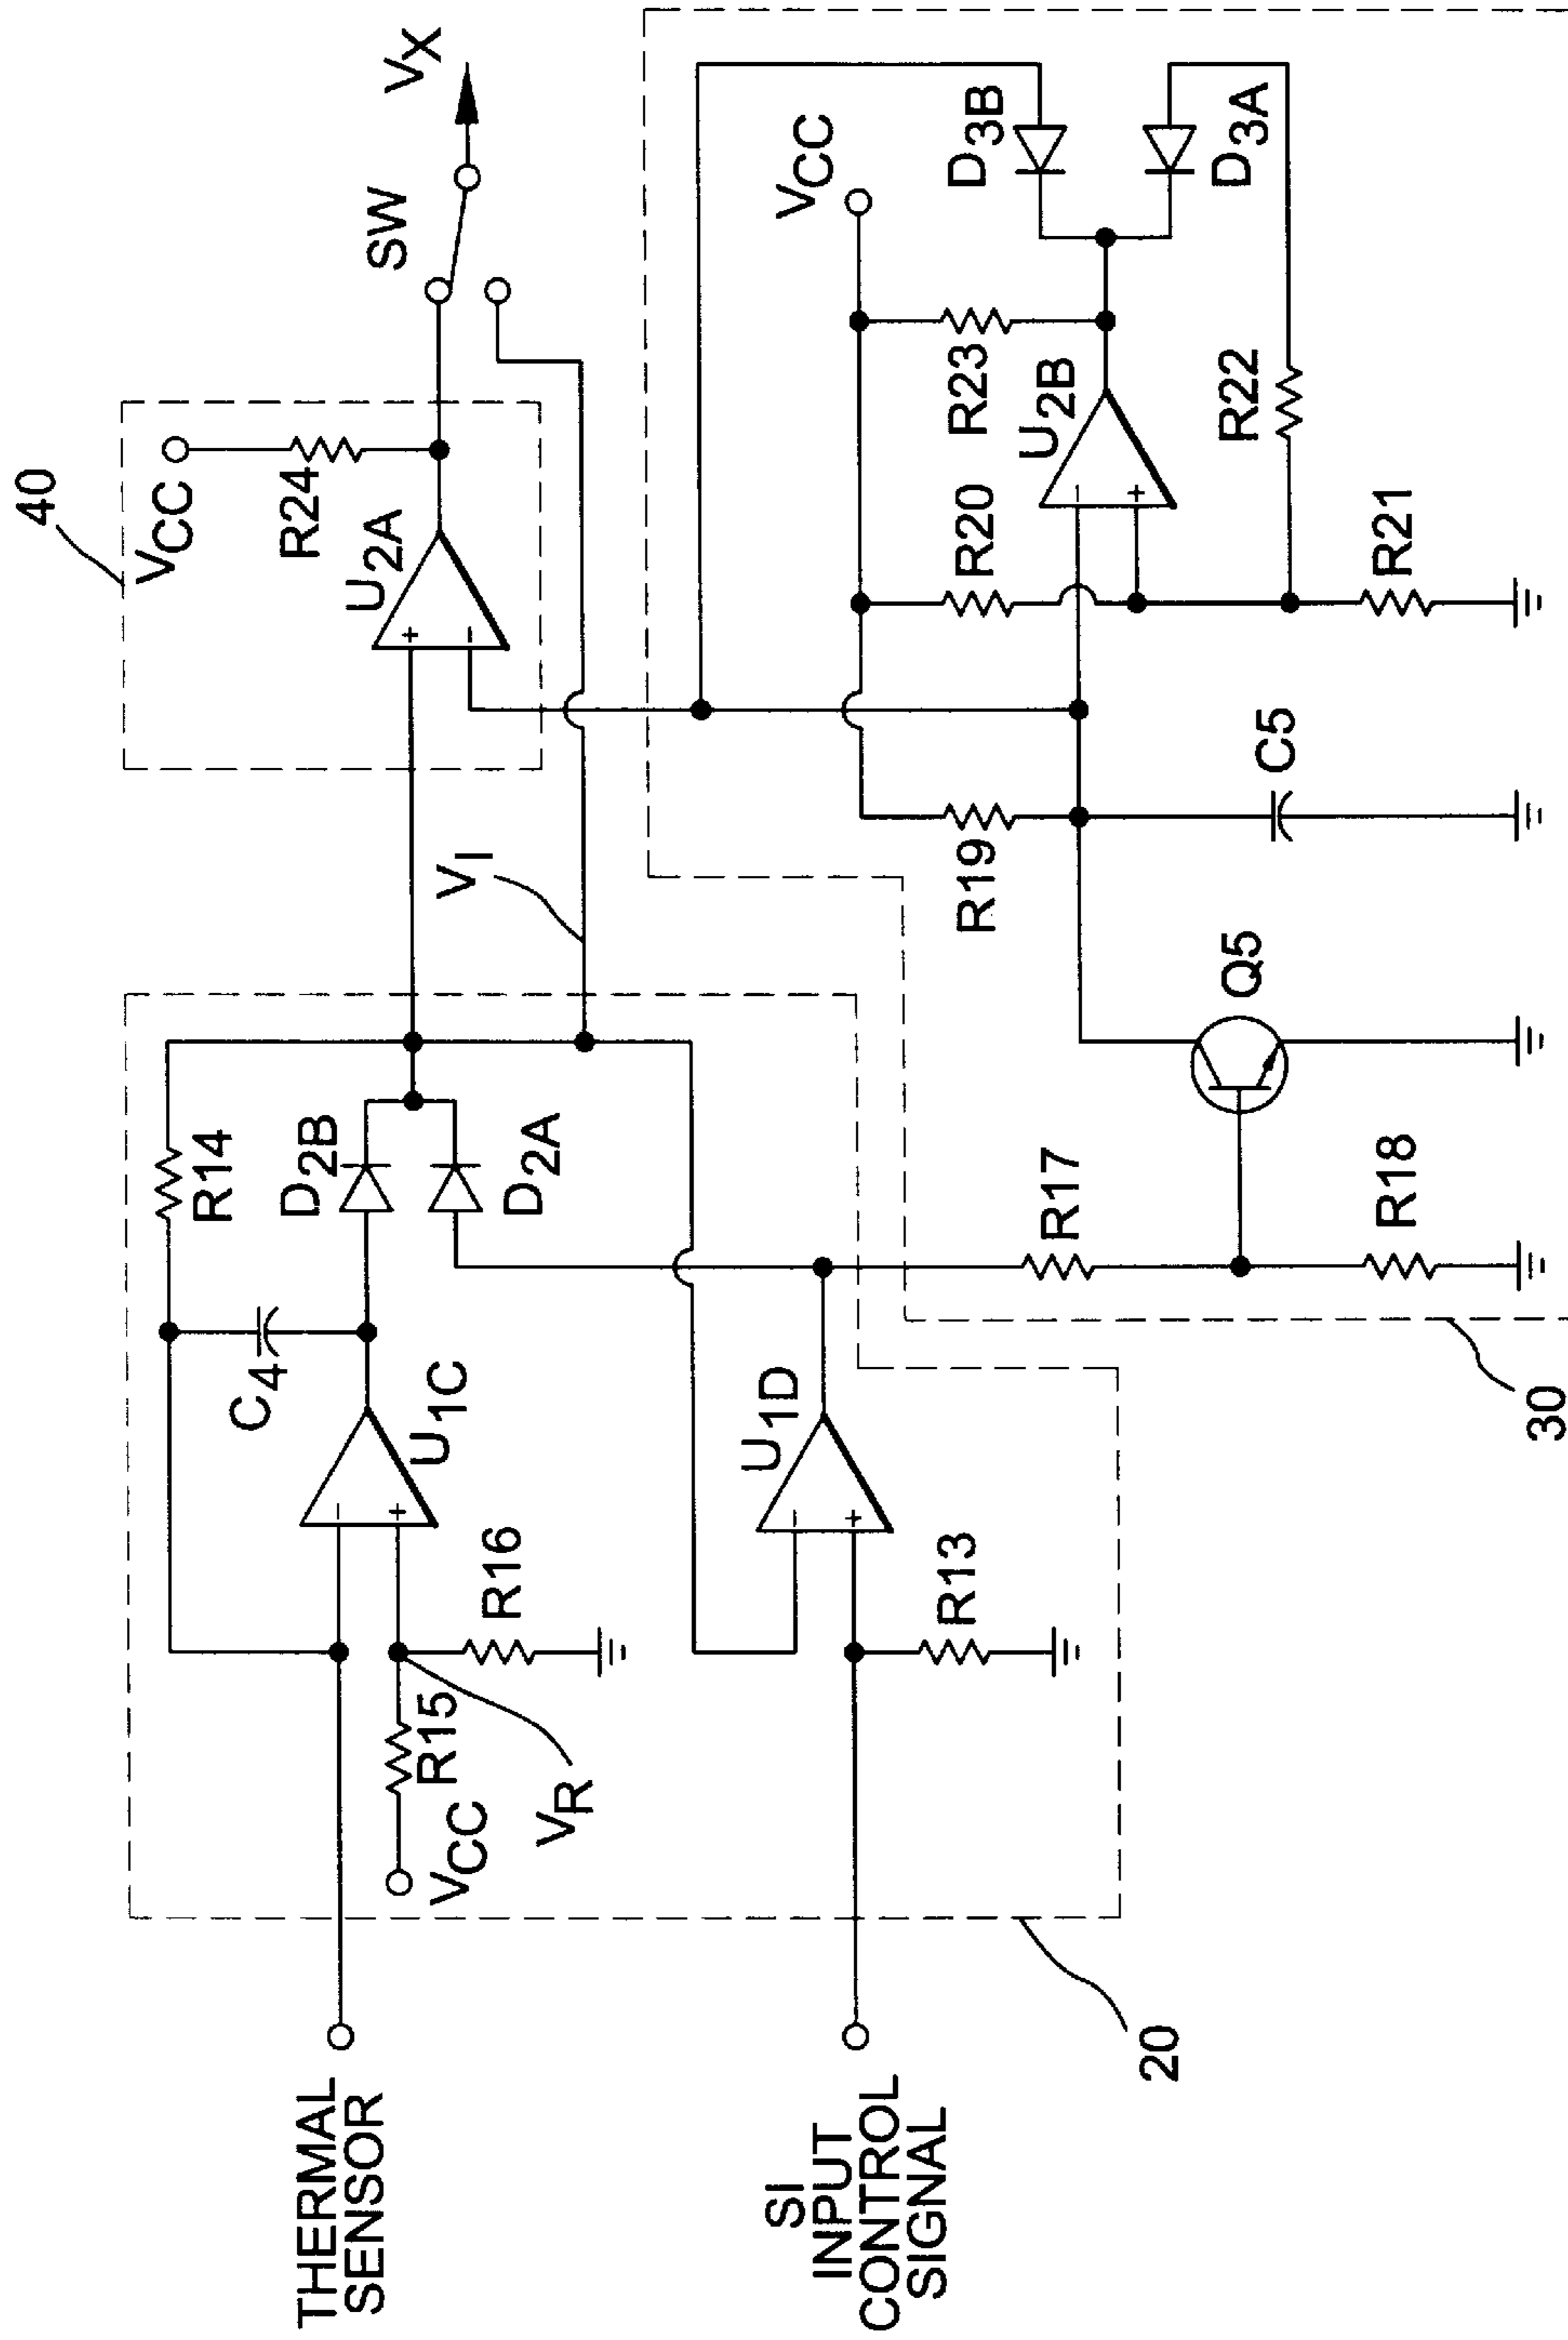 40
VCC
R24
U2A
SW
VX
R14
D2B
D2A
C4
U1C
VI
R16
R15
VCC
VR
U1D
R13
20
THERMAL
SENSOR
SI
INPUT
CONTROL
SIGNAL
R17
R18
Q5
R19
C5
R20
R21
R23
U2B
R22
VCC
D3B
D3A
30
+
-
-
+
-
+
-
+